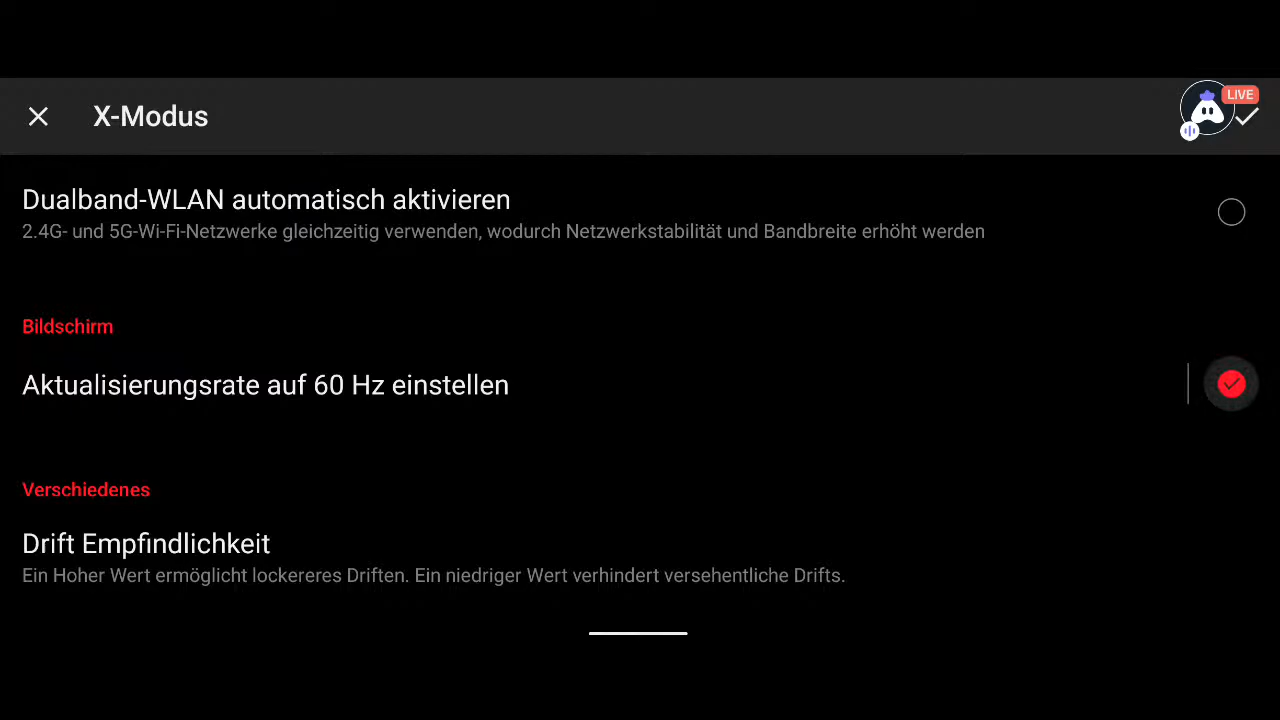 X-Modus
LIVE
Dualband-WLAN automatisch aktivieren
2.4G- und 5G-Wi-Fi-Netzwerke gleichzeitig verwenden, wodurch Netzwerkstabilität und Bandbreite erhöht werden
Bildschirm
Aktualisierungsrate auf 60 Hz einstellen
Verschiedenes
Drift Empfindlichkeit
Ein Hoher Wert ermöglicht lockereres Driften. Ein niedriger Wert verhindert versehentliche Drifts.